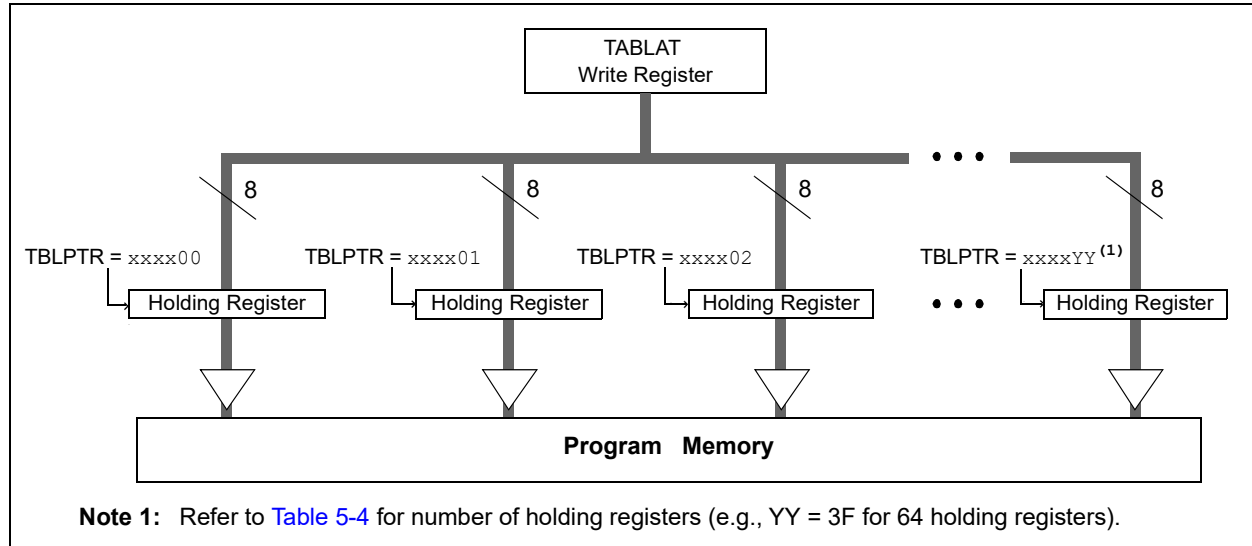 TABLAT
Write Register
8 8 8 8
TBLPTR = xxxx00 TBLPTR = xxxx01 TBLPTR = xxxx02 TBLPTR = xxxxYY(1)
Holding Register Holding Register Holding Register Holding Register
Program Memory
Note 1: Refer to Table 5-4 for number of holding registers (e.g., YY = 3F for 64 holding registers).